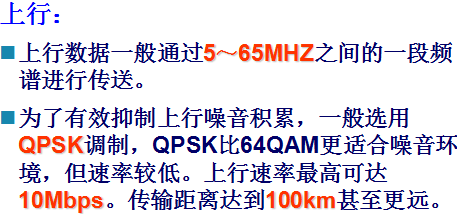 上行：
上行数据一般通过5～65MHZ之间的一段频
谱进行传送。
为了有效抑制上行噪音积累，一般选用
QPSK调制，QPSK比64QAM更适合噪音环
境，但速率较低。上行速率最高可达
10Mbps。传输距离达到100km甚至更远。